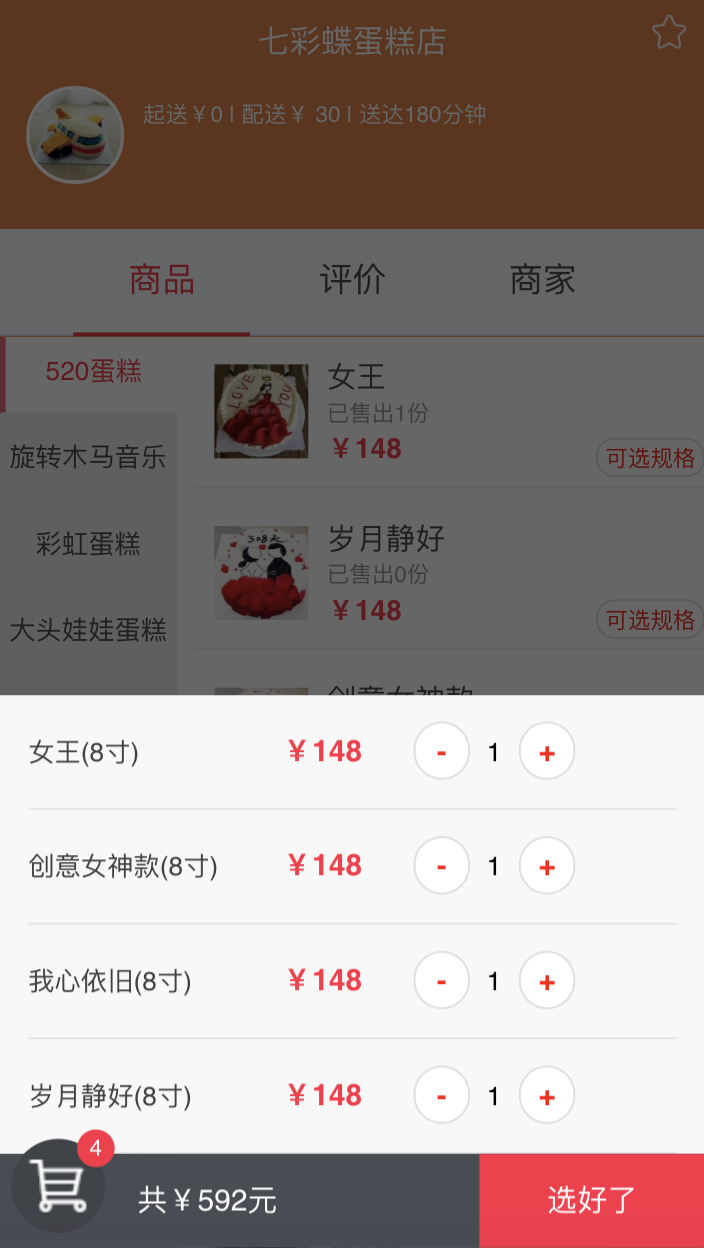 七彩蝶蛋糕店
起送￥0 | 配送￥ 30 | 送达180分钟
商品 评价 商家
520蛋糕
旋转木马音乐
彩虹蛋糕
大头娃娃蛋糕
女王
已售出1份
￥148
可选规格
岁月静好
已售出0份
￥148
可选规格
创意女神款
女王(8寸) ￥148 - 1 +
创意女神款(8寸) ￥148 - 1 +
我心依旧(8寸) ￥148 - 1 +
岁月静好(8寸) ￥148 - 1 +
4
共￥592元
选好了